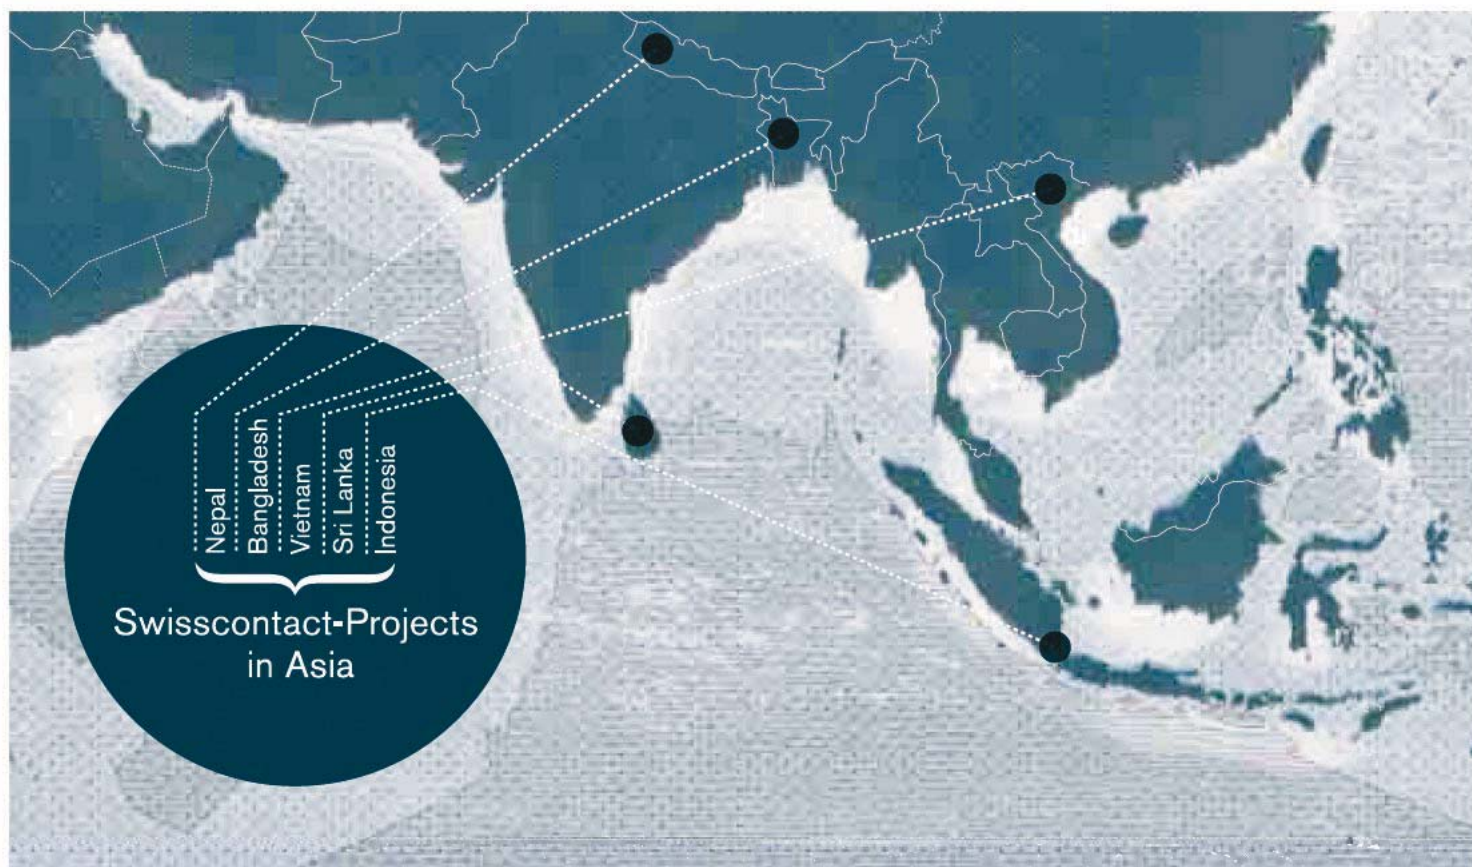 Nepal
Bangladesh
Vietnam
Sri Lanka
Indonesia
Swisscontact-Projects
in Asia